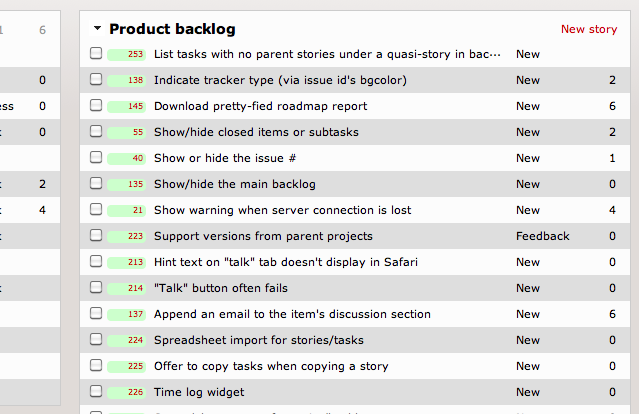 6
Product backlog New story
253 List tasks with no parent stories under a quasi-story in bac··· New
0 138 Indicate tracker type (via issue id's bgcolor) New 2
ess 0 145 Download pretty-fied roadmap report New 6
0 55 Show/hide closed items or subtasks New 2
40 Show or hide the issue # New 1
2 135 Show/hide the main backlog New 0
4 21 Show warning when server connection is lost New 4
223 Support versions from parent projects Feedback 0
213 Hint text on "talk" tab doesn't display in Safari New 0
214 "Talk" button often fails New 0
137 Append an email to the item's discussion section New 6
224 Spreadsheet import for stories/tasks New 0
225 Offer to copy tasks when copying a story New 0
226 Time log widget New 0